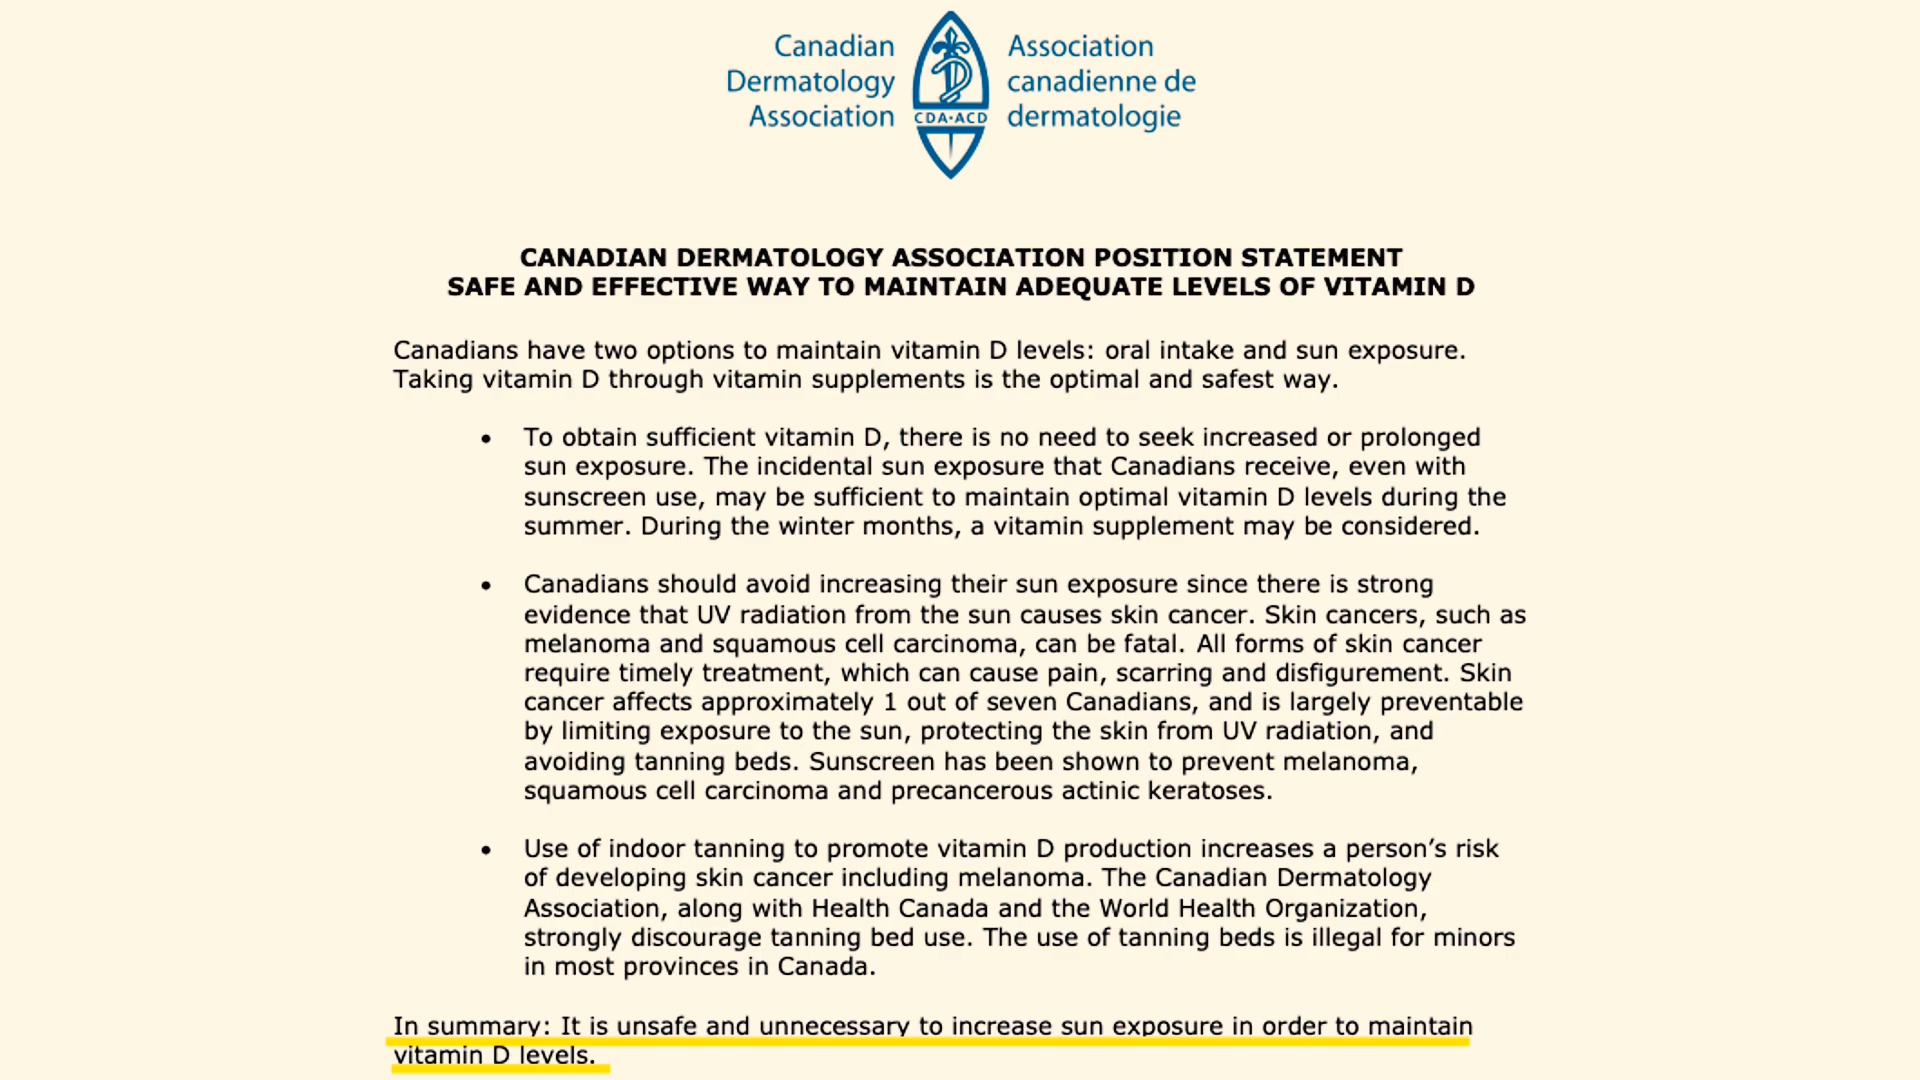 Canadian
Dermatology
Association
CDA·ACD
Association
canadienne de
dermatologie
CANADIAN DERMATOLOGY ASSOCIATION POSITION STATEMENT
SAFE AND EFFECTIVE WAY TO MAINTAIN ADEQUATE LEVELS OF VITAMIN D
Canadians have two options to maintain vitamin D levels: oral intake and sun exposure.
Taking vitamin D through vitamin supplements is the optimal and safest way.
• To obtain sufficient vitamin D, there is no need to seek increased or prolonged
sun exposure. The incidental sun exposure that Canadians receive, even with
sunscreen use, may be sufficient to maintain optimal vitamin D levels during the
summer. During the winter months, a vitamin supplement may be considered.
• Canadians should avoid increasing their sun exposure since there is strong
evidence that UV radiation from the sun causes skin cancer. Skin cancers, such as
melanoma and squamous cell carcinoma, can be fatal. All forms of skin cancer
require timely treatment, which can cause pain, scarring and disfigurement. Skin
cancer affects approximately 1 out of seven Canadians, and is largely preventable
by limiting exposure to the sun, protecting the skin from UV radiation, and
avoiding tanning beds. Sunscreen has been shown to prevent melanoma,
squamous cell carcinoma and precancerous actinic keratoses.
• Use of indoor tanning to promote vitamin D production increases a person’s risk
of developing skin cancer including melanoma. The Canadian Dermatology
Association, along with Health Canada and the World Health Organization,
strongly discourage tanning bed use. The use of tanning beds is illegal for minors
in most provinces in Canada.
In summary: It is unsafe and unnecessary to increase sun exposure in order to maintain
vitamin D levels.